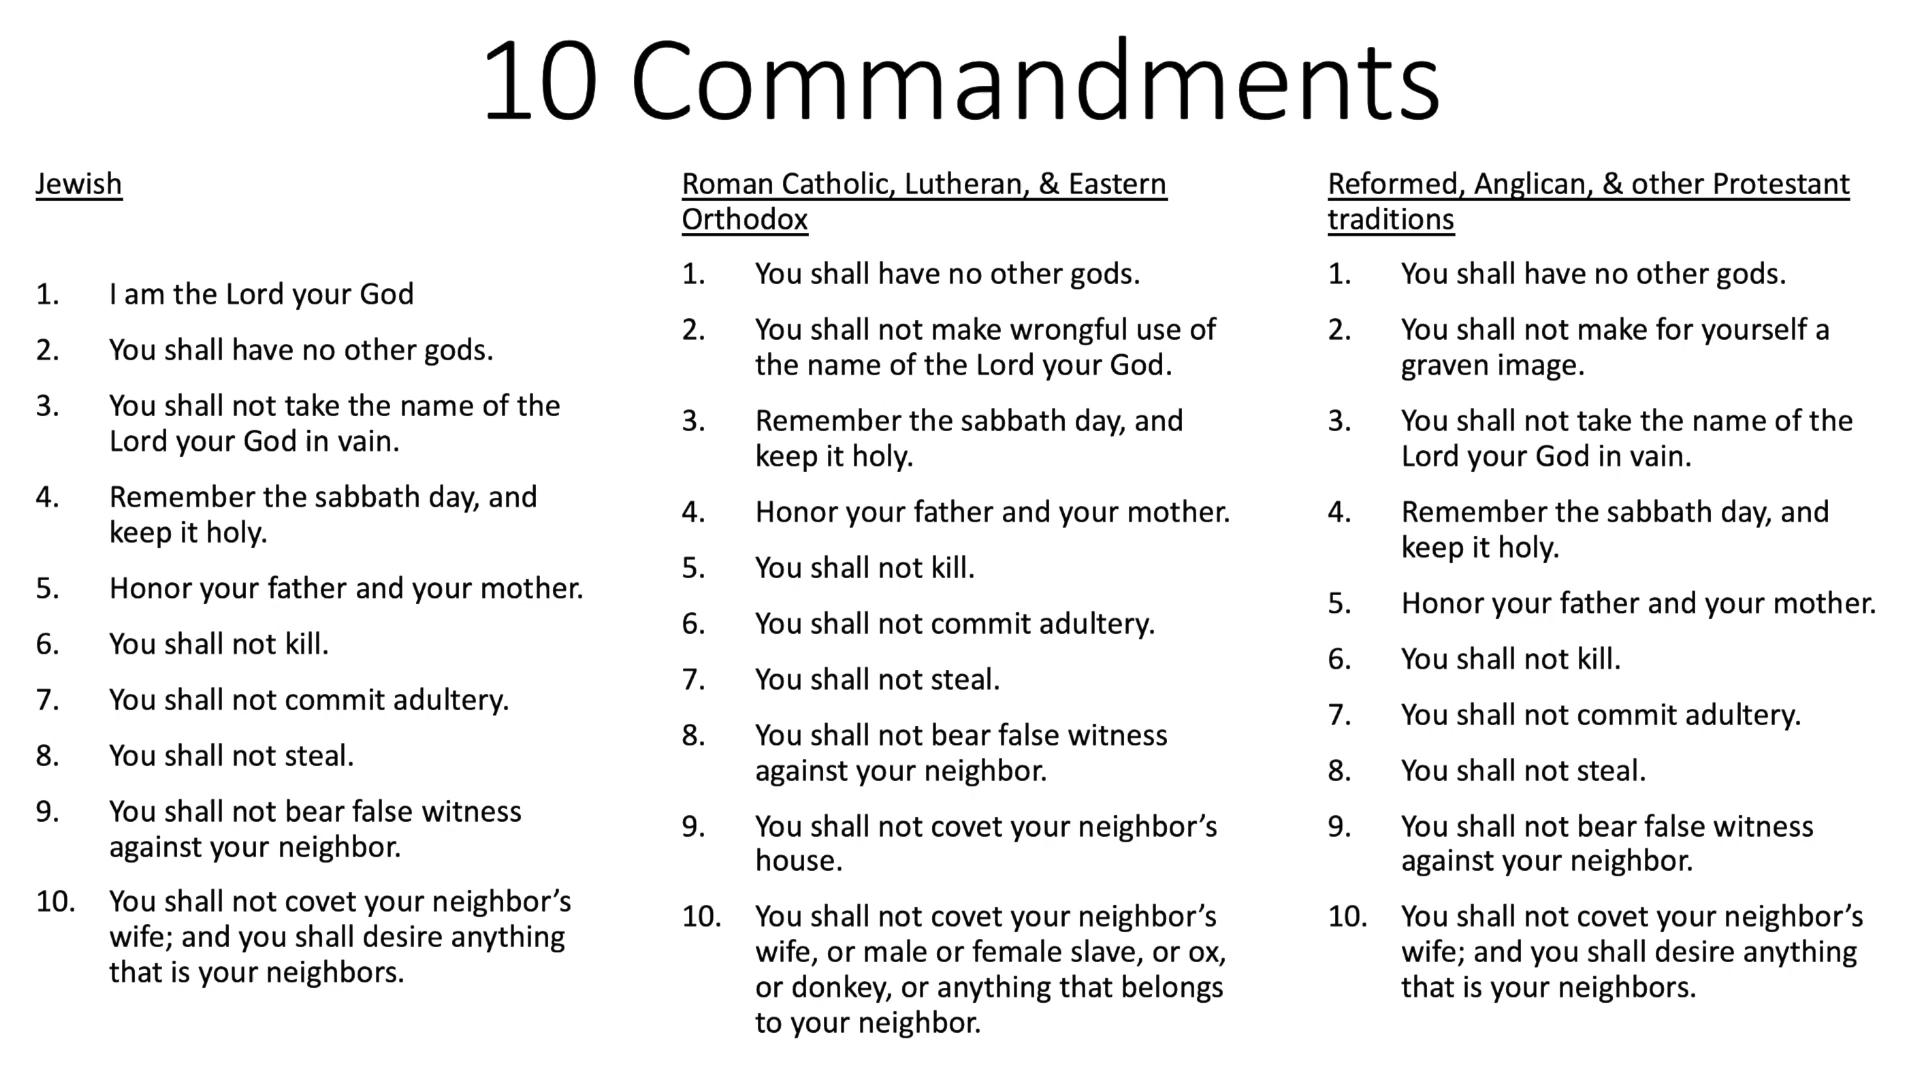 10 Commandments
Jewish
1. I am the Lord your God
2. You shall have no other gods.
3. You shall not take the name of the
Lord your God in vain.
4. Remember the sabbath day, and
keep it holy.
5. Honor your father and your mother.
6. You shall not kill.
7. You shall not commit adultery.
8. You shall not steal.
9. You shall not bear false witness
against your neighbor.
10. You shall not covet your neighbor’s
wife; and you shall desire anything
that is your neighbors.
Roman Catholic, Lutheran, & Eastern
Orthodox
1. You shall have no other gods.
2. You shall not make wrongful use of
the name of the Lord your God.
3. Remember the sabbath day, and
keep it holy.
4. Honor your father and your mother.
5. You shall not kill.
6. You shall not commit adultery.
7. You shall not steal.
8. You shall not bear false witness
against your neighbor.
9. You shall not covet your neighbor’s
house.
10. You shall not covet your neighbor’s
wife, or male or female slave, or ox,
or donkey, or anything that belongs
to your neighbor.
Reformed, Anglican, & other Protestant
traditions
1. You shall have no other gods.
2. You shall not make for yourself a
graven image.
3. You shall not take the name of the
Lord your God in vain.
4. Remember the sabbath day, and
keep it holy.
5. Honor your father and your mother.
6. You shall not kill.
7. You shall not commit adultery.
8. You shall not steal.
9. You shall not bear false witness
against your neighbor.
10. You shall not covet your neighbor’s
wife; and you shall desire anything
that is your neighbors.